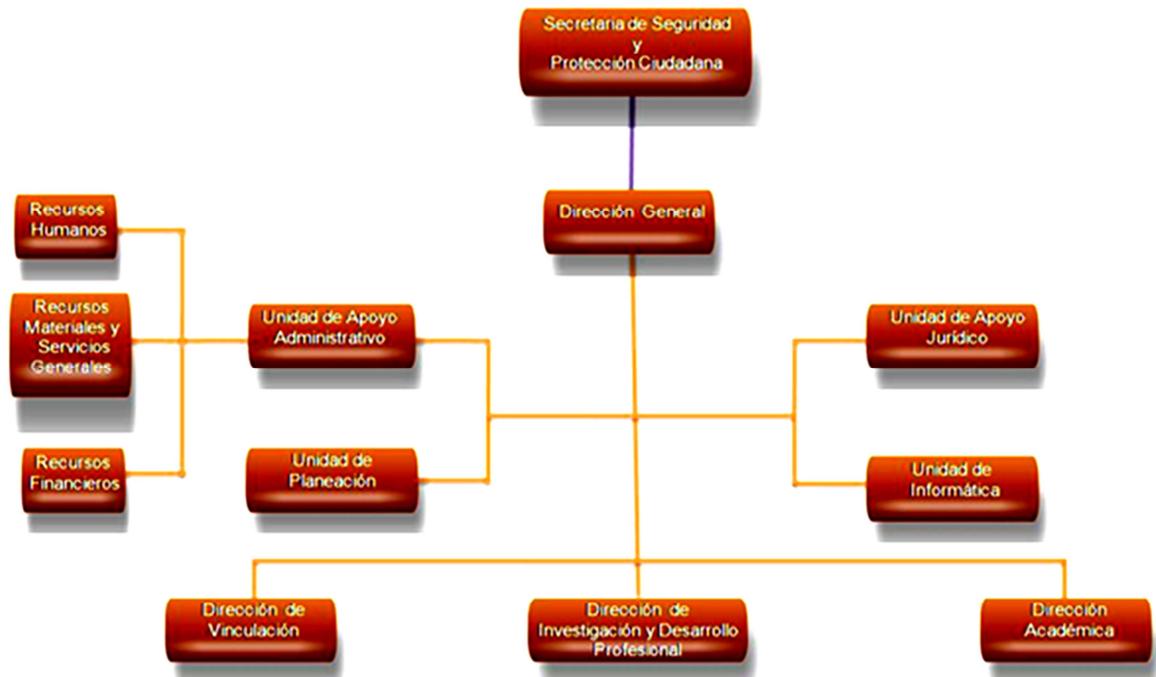 Secretaria de Seguridad
y
Protección Ciudadana
Dirección General
Recursos
Humanos
Recursos
Materiales y
Servicios
Generales
Recursos
Financieros
Unidad de Apoyo
Administrativo
Unidad de
Planeación
Unidad de Apoyo
Jurídico
Unidad de
Informática
Dirección de
Vinculación
Dirección de
Investigación y Desarrollo
Profesional
Dirección
Académica